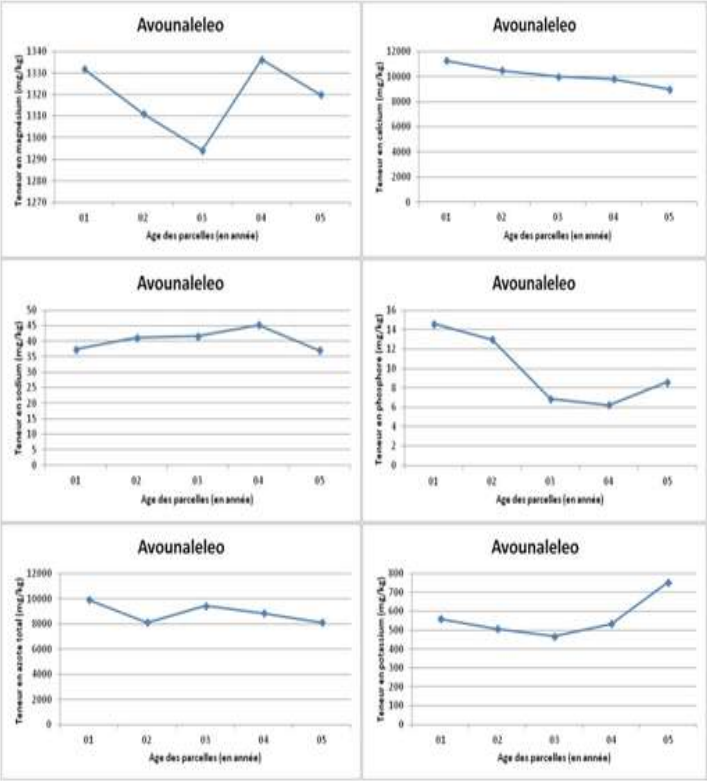 Avounaleleo
Teneur en magnésium (mg/kg)
1340
1330
1320
1310
1300
1290
1280
1270
01 02 03 04 05
Age des parcelles (en année)
Avounaleleo
Teneur en calcium (mg/kg)
12000
10000
8000
6000
4000
2000
0
01 02 03 04 05
Age des parcelles (en année)
Avounaleleo
Teneur en sodium (mg/kg)
50
45
40
35
30
25
20
15
10
5
0
01 02 03 04 05
Age des parcelles (en année)
Avounaleleo
Teneur en phosphore (mg/kg)
16
14
12
10
8
6
4
2
0
01 02 03 04 05
Age des parcelles (en année)
Avounaleleo
Teneur en azote total (mg/kg)
12000
10000
8000
6000
4000
2000
0
01 02 03 04 05
Age des parcelles (en année)
Avounaleleo
Teneur en potassium (mg/kg)
800
700
600
500
400
300
200
100
0
01 02 03 04 05
Age des parcelles (en année)